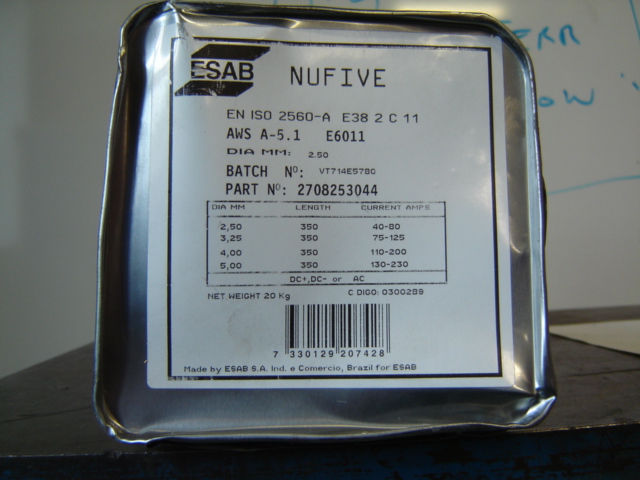 ESAB NUFIVE
EN ISO 2560-A E38 2 C 11
AWS A-5.1 E6011
DIA MM: 2.50
BATCH Nº: VT714E5780
PART Nº: 2708253044
DIA MM LENGTH CURRENT AMPS
2,50 350 40-80
3,25 350 75-125
4,00 350 110-200
5,00 350 130-230
DC+,DC- or AC
NET WEIGHT 20 Kg C DIGO: 0300289
7 330129 207428
Made by ESAB S.A. Ind. e Comercio, Brazil for ESAB